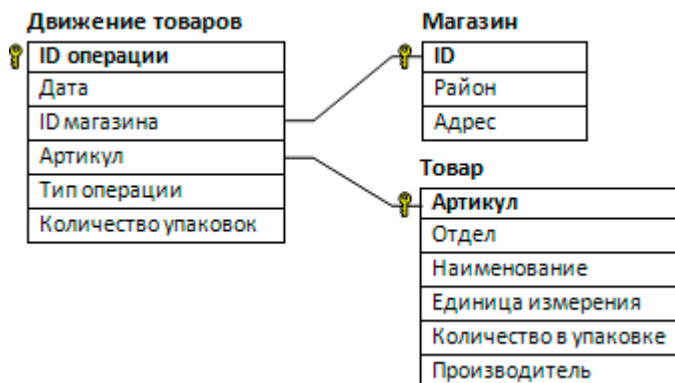 Движение товаров
ID операции
Дата
ID магазина
Артикул
Тип операции
Количество упаковок
Магазин
ID
Район
Адрес
Товар
Артикул
Отдел
Наименование
Единица измерения
Количество в упаковке
Производитель